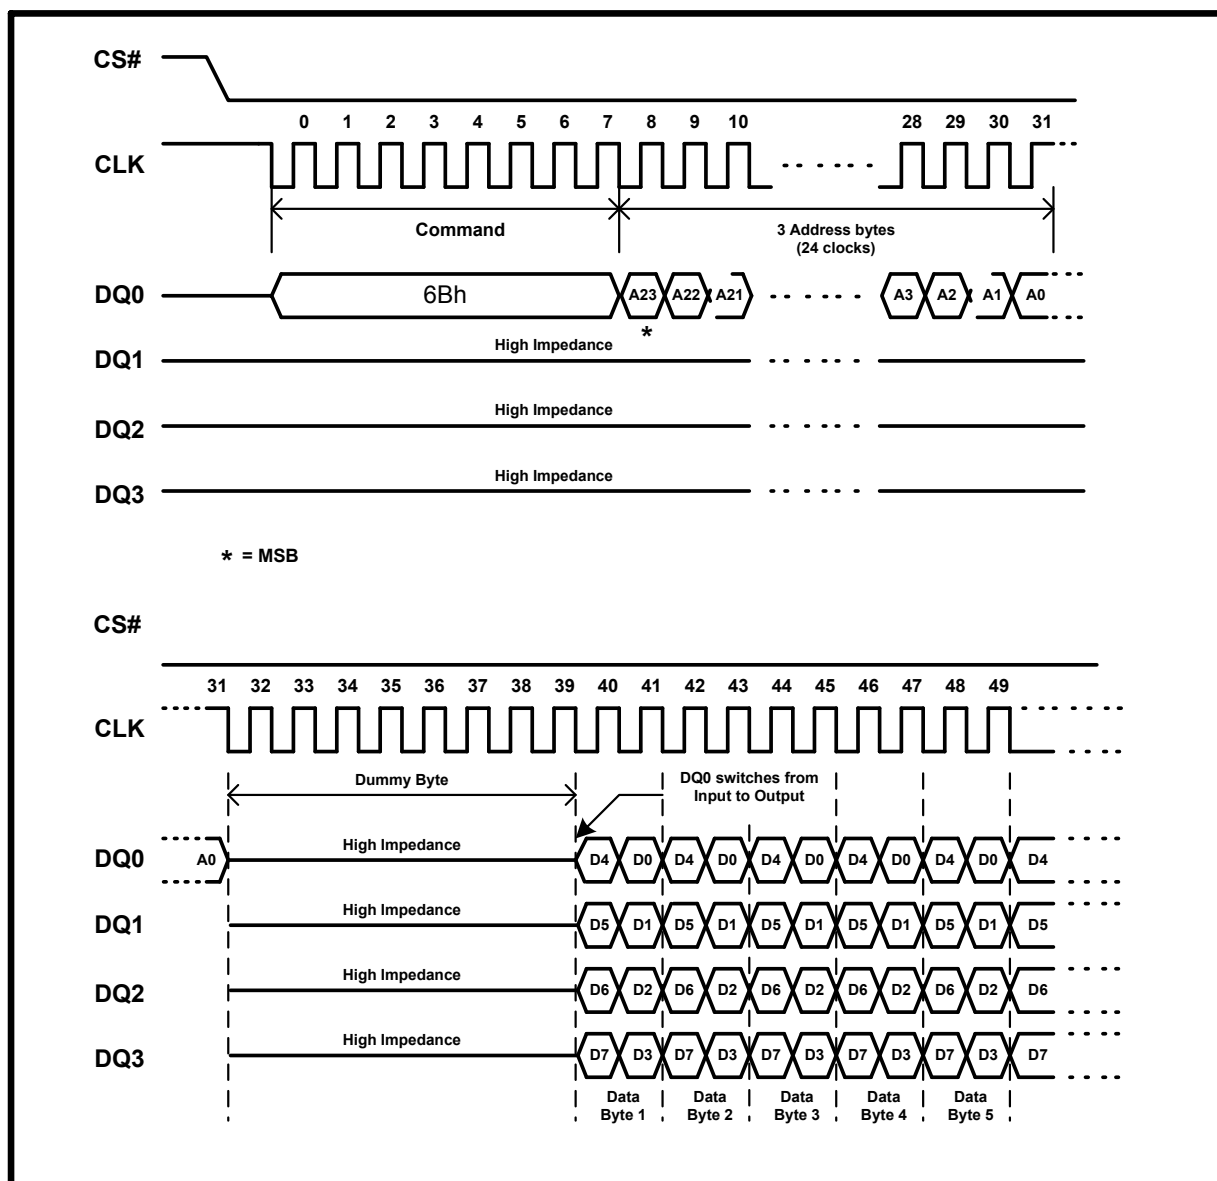 CS#
0 1 2 3 4 5 6 7 8 9 10 28 29 30 31
CLK
Command
3 Address bytes
(24 clocks)
DQ0 6Bh A23 A22 A21 A3 A2 A1 A0
*
High Impedance
DQ1
High Impedance
DQ2
High Impedance
DQ3
* = MSB
CS#
31 32 33 34 35 36 37 38 39 40 41 42 43 44 45 46 47 48 49
CLK
Dummy Byte
DQ0 switches from
Input to Output
High Impedance
DQ0 A0 D4 D0 D4 D0 D4 D0 D4 D0 D4 D0 D4
High Impedance
DQ1 D5 D1 D5 D1 D5 D1 D5 D1 D5 D1 D5
High Impedance
DQ2 D6 D2 D6 D2 D6 D2 D6 D2 D6 D2 D6
High Impedance
DQ3 D7 D3 D7 D3 D7 D3 D7 D3 D7 D3 D7
Data Data Data Data Data
Byte 1 Byte 2 Byte 3 Byte 4 Byte 5